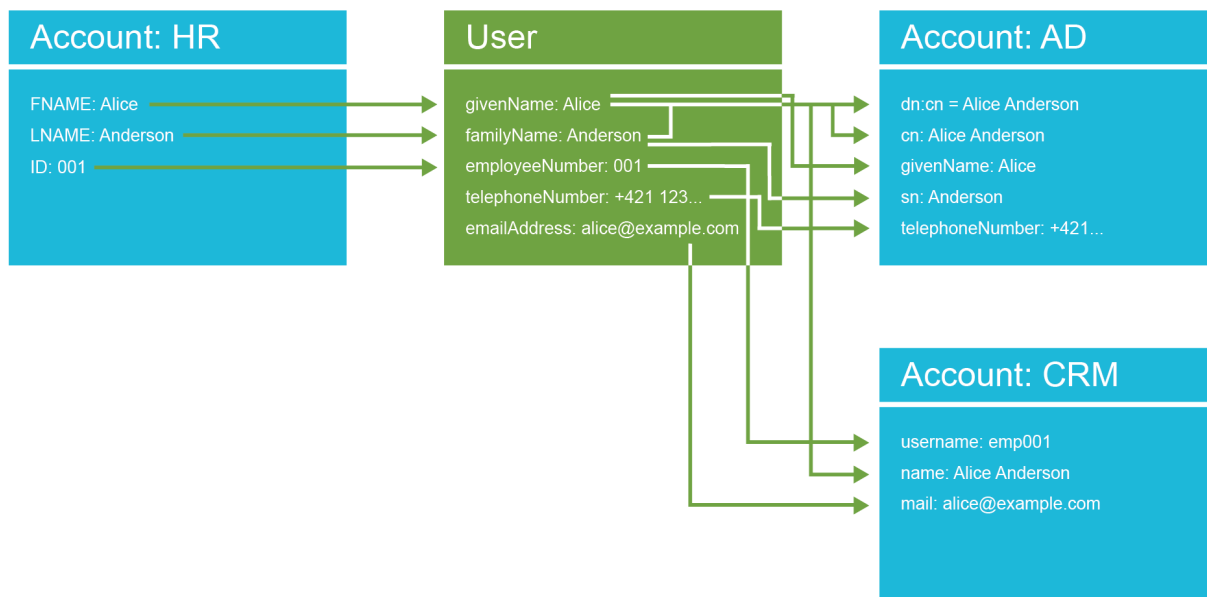 Account: HR
FNAME: Alice
LNAME: Anderson
ID: 001
User
givenName: Alice
familyName: Anderson
employeeNumber: 001
telephoneNumber: +421 123...
emailAddress: alice@example.com
Account: AD
dn:cn = Alice Anderson
cn: Alice Anderson
givenName: Alice
sn: Anderson
telephoneNumber: +421...
Account: CRM
username: emp001
name: Alice Anderson
mail: alice@example.com